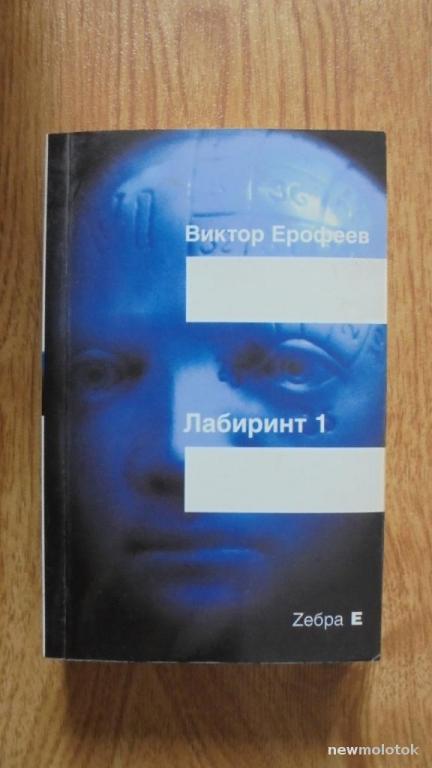 Виктор Ерофеев
Лабиринт 1
Zебра Е
newmolotok